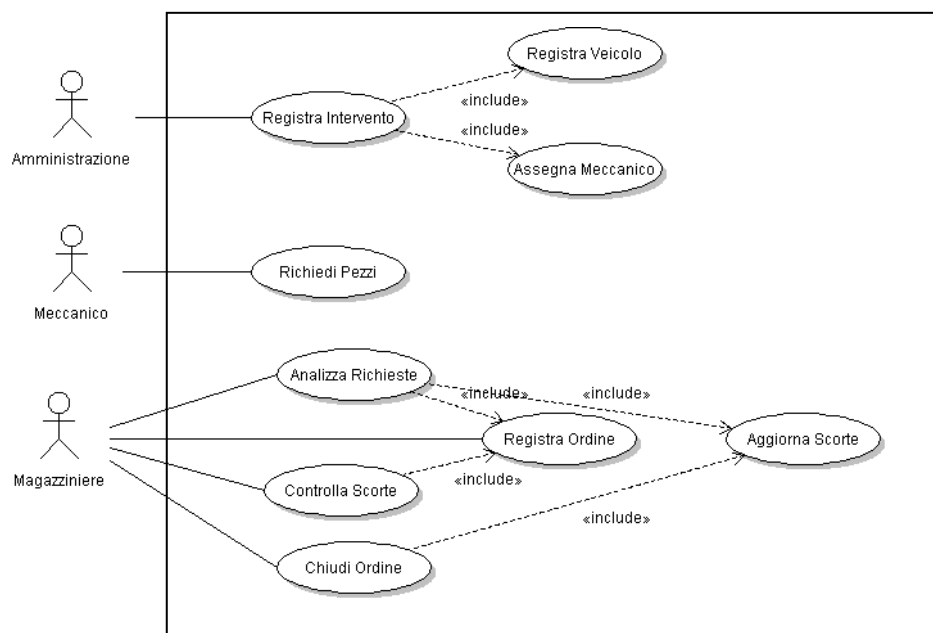 Registra Veicolo
«include»
Registra Intervento
«include»
Amministrazione
Assegna Meccanico
Richiedi Pezzi
Meccanico
Analizza Richieste
«include»
«include»
Registra Ordine
Aggiorna Scorte
Magazziniere
Controlla Scorte
«include»
«include»
Chiudi Ordine